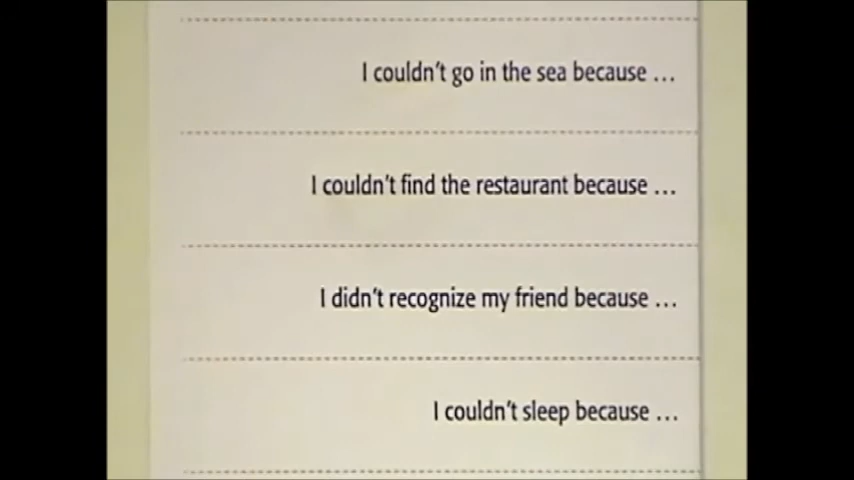 I couldn't go in the sea because …
I couldn't find the restaurant because …
I didn't recognize my friend because …
I couldn't sleep because …